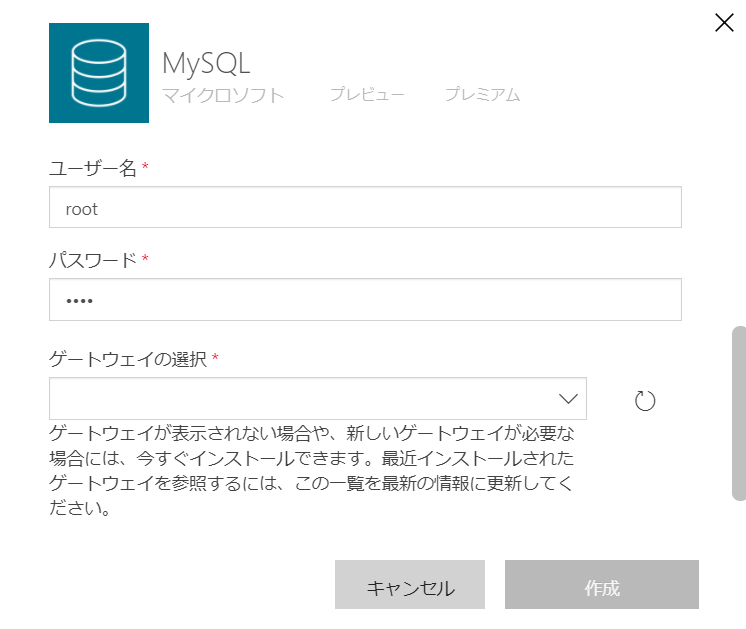 MySQL
マイクロソフト プレビュー プレミアム
ユーザー名 *
root
パスワード *
••••
ゲートウェイの選択 *
ゲートウェイが表示されない場合や、新しいゲートウェイが必要な
場合には、今すぐインストールできます。最近インストールされた
ゲートウェイを参照するには、この一覧を最新の情報に更新してく
ださい。
キャンセル 作成